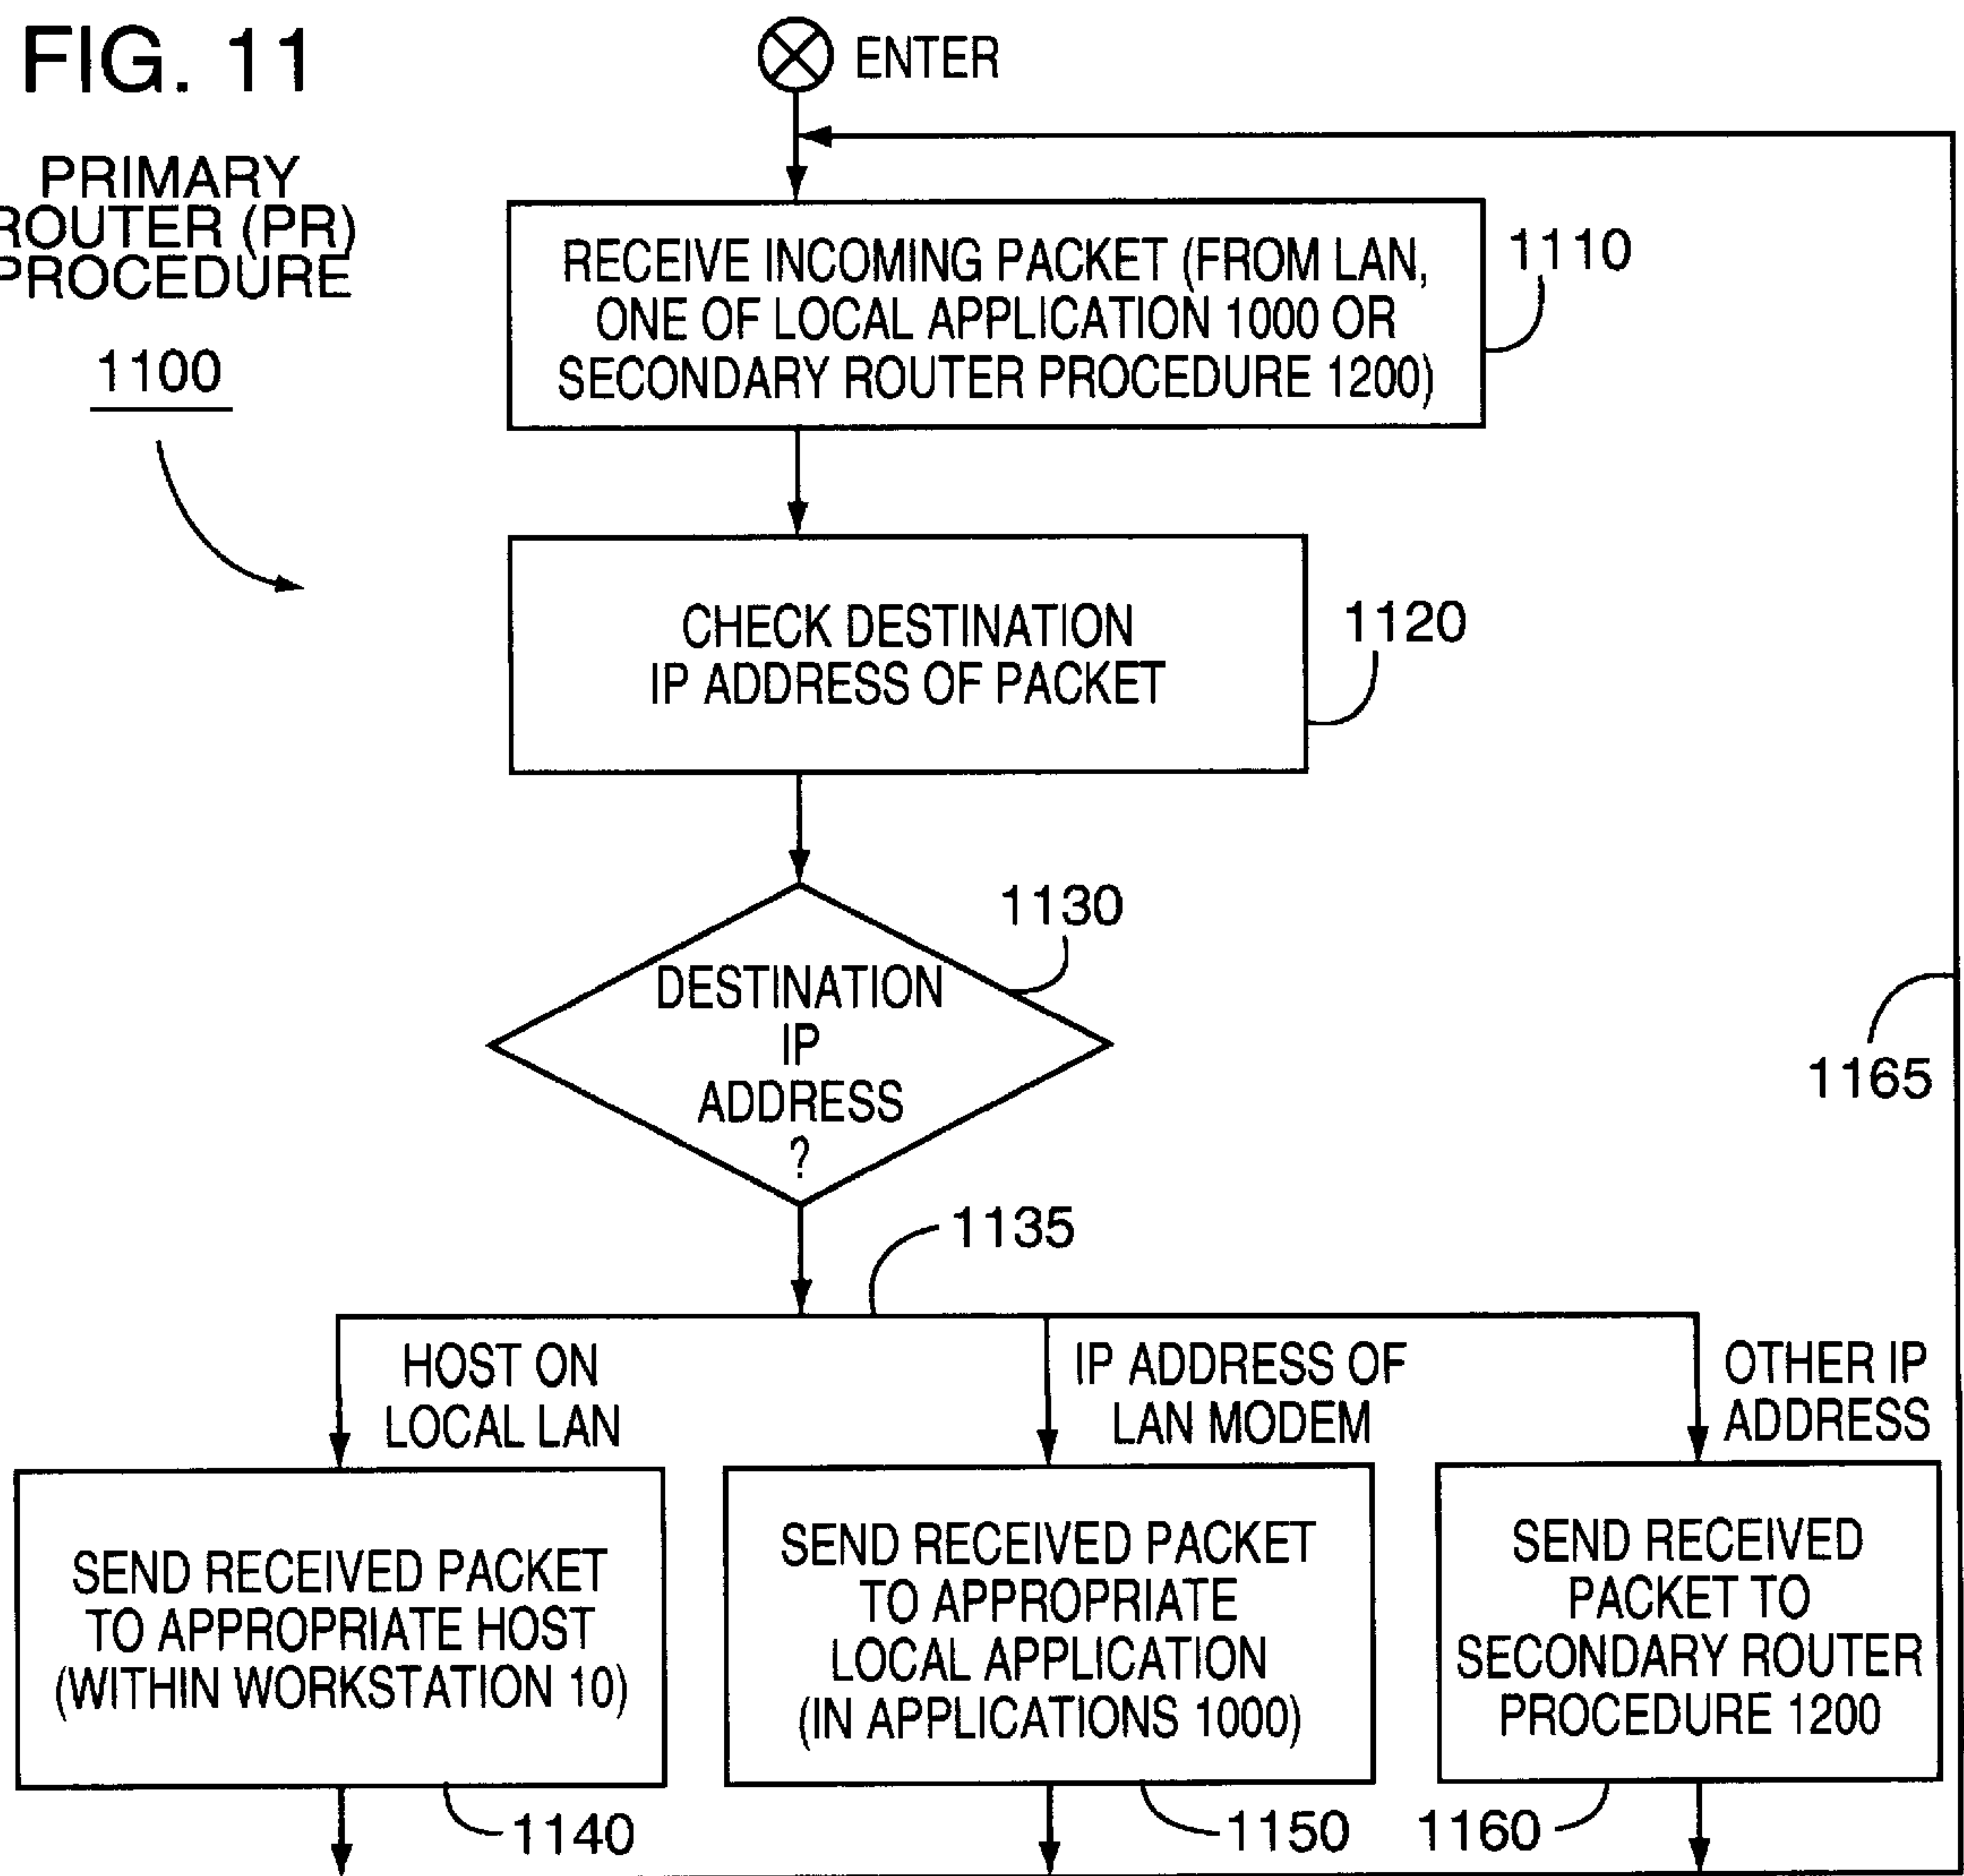 FIG. 11
ENTER
PRIMARY
ROUTER (PR)
PROCEDURE
1100
RECEIVE INCOMING PACKET (FROM LAN,
ONE OF LOCAL APPLICATION 1000 OR
SECONDARY ROUTER PROCEDURE 1200)
1110
CHECK DESTINATION
IP ADDRESS OF PACKET
1120
DESTINATION
IP
ADDRESS
?
1130
1165
1135
HOST ON
LOCAL LAN
IP ADDRESS OF
LAN MODEM
OTHER IP
ADDRESS
SEND RECEIVED PACKET
TO APPROPRIATE HOST
(WITHIN WORKSTATION 10)
SEND RECEIVED PACKET
TO APPROPRIATE
LOCAL APPLICATION
(IN APPLICATIONS 1000)
SEND RECEIVED
PACKET TO
SECONDARY ROUTER
PROCEDURE 1200
1140
1150
1160